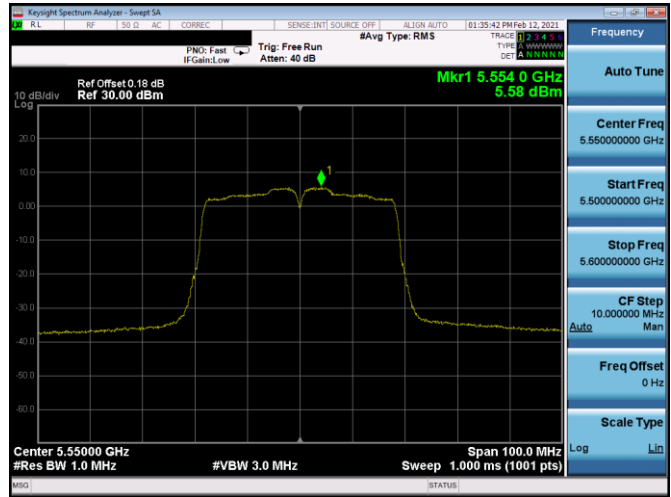 Keysight Spectrum Analyzer - Swept SA
RL RF 50 Ω AC CORREC SENSE:INT SOURCE OFF ALIGN AUTO 01:35:42 PM Feb 12, 2021
#Avg Type: RMS
TRACE 1 2 3 4 5 6
PNO: Fast Trig: Free Run TYPE A WWWWW
IFGain:Low Atten: 40 dB DET A N N N N N
Mkr1 5.554 0 GHz
5.58 dBm
Ref Offset 0.18 dB
10 dB/div Ref 30.00 dBm
Log
20.0
1
10.0
0.00
-10.0
-20.0
-30.0
-40.0
-50.0
-60.0
Center 5.55000 GHz Span 100.0 MHz
#Res BW 1.0 MHz #VBW 3.0 MHz Sweep 1.000 ms (1001 pts)
MSG STATUS
Frequency
Auto Tune
Center Freq
5.550000000 GHz
Start Freq
5.500000000 GHz
Stop Freq
5.600000000 GHz
CF Step
10.000000 MHz
Auto Man
Freq Offset
0 Hz
Scale Type
Log Lin